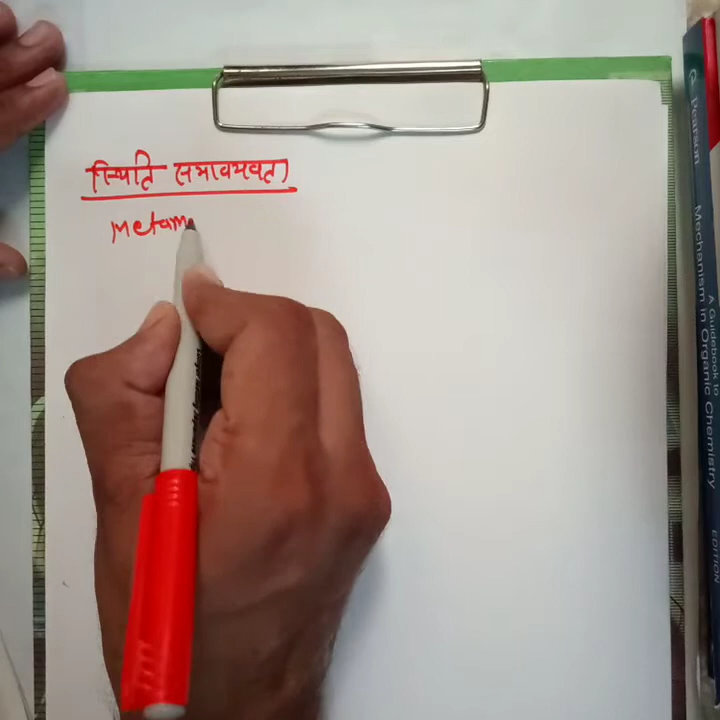 स्थिति समावयवता
Metam
Pearson
A Guidebook to
Mechanism in Organic Chemistry
EDITION